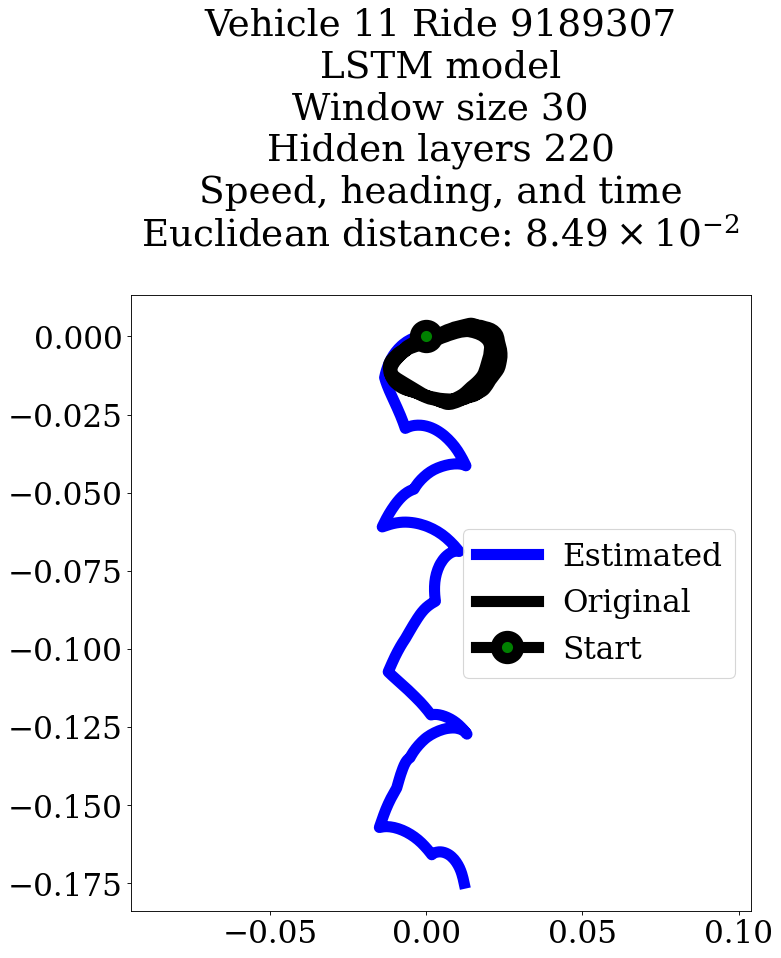 Vehicle 11 Ride 9189307
LSTM model
Window size 30
Hidden layers 220
Speed, heading, and time
Euclidean distance: 8.49 × 10⁻²
0.000
−0.025
−0.050
−0.075
−0.100
−0.125
−0.150
−0.175
Estimated
Original
Start
−0.05
0.00
0.05
0.10